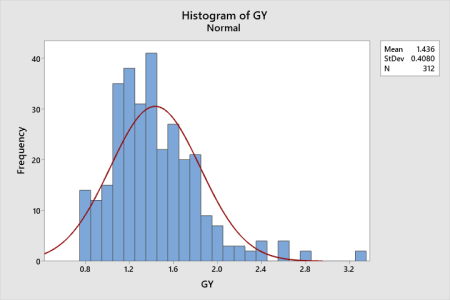 Histogram of GY
Normal
Mean 1.436
StDev 0.4080
N 312
Frequency
40
30
20
10
0
0.8 1.2 1.6 2.0 2.4 2.8 3.2
GY